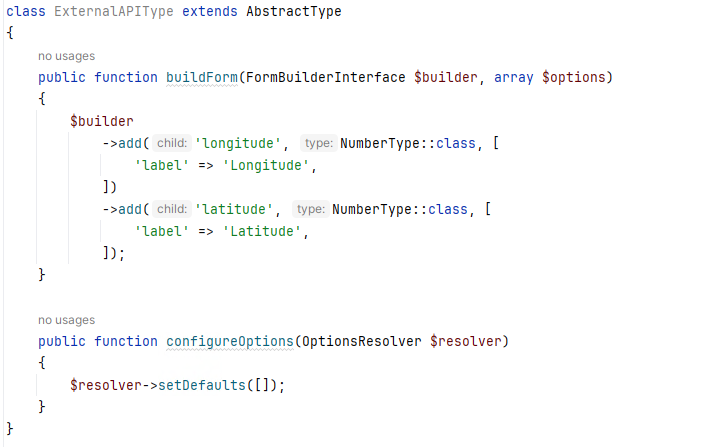 class ExternalAPIType extends AbstractType
{
no usages
public function buildForm(FormBuilderInterface $builder, array $options)
{
$builder
->add( child: 'longitude', type: NumberType::class, [
'label' => 'Longitude',
])
->add( child: 'latitude', type: NumberType::class, [
'label' => 'Latitude',
]);
}
no usages
public function configureOptions(OptionsResolver $resolver)
{
$resolver->setDefaults([]);
}
}